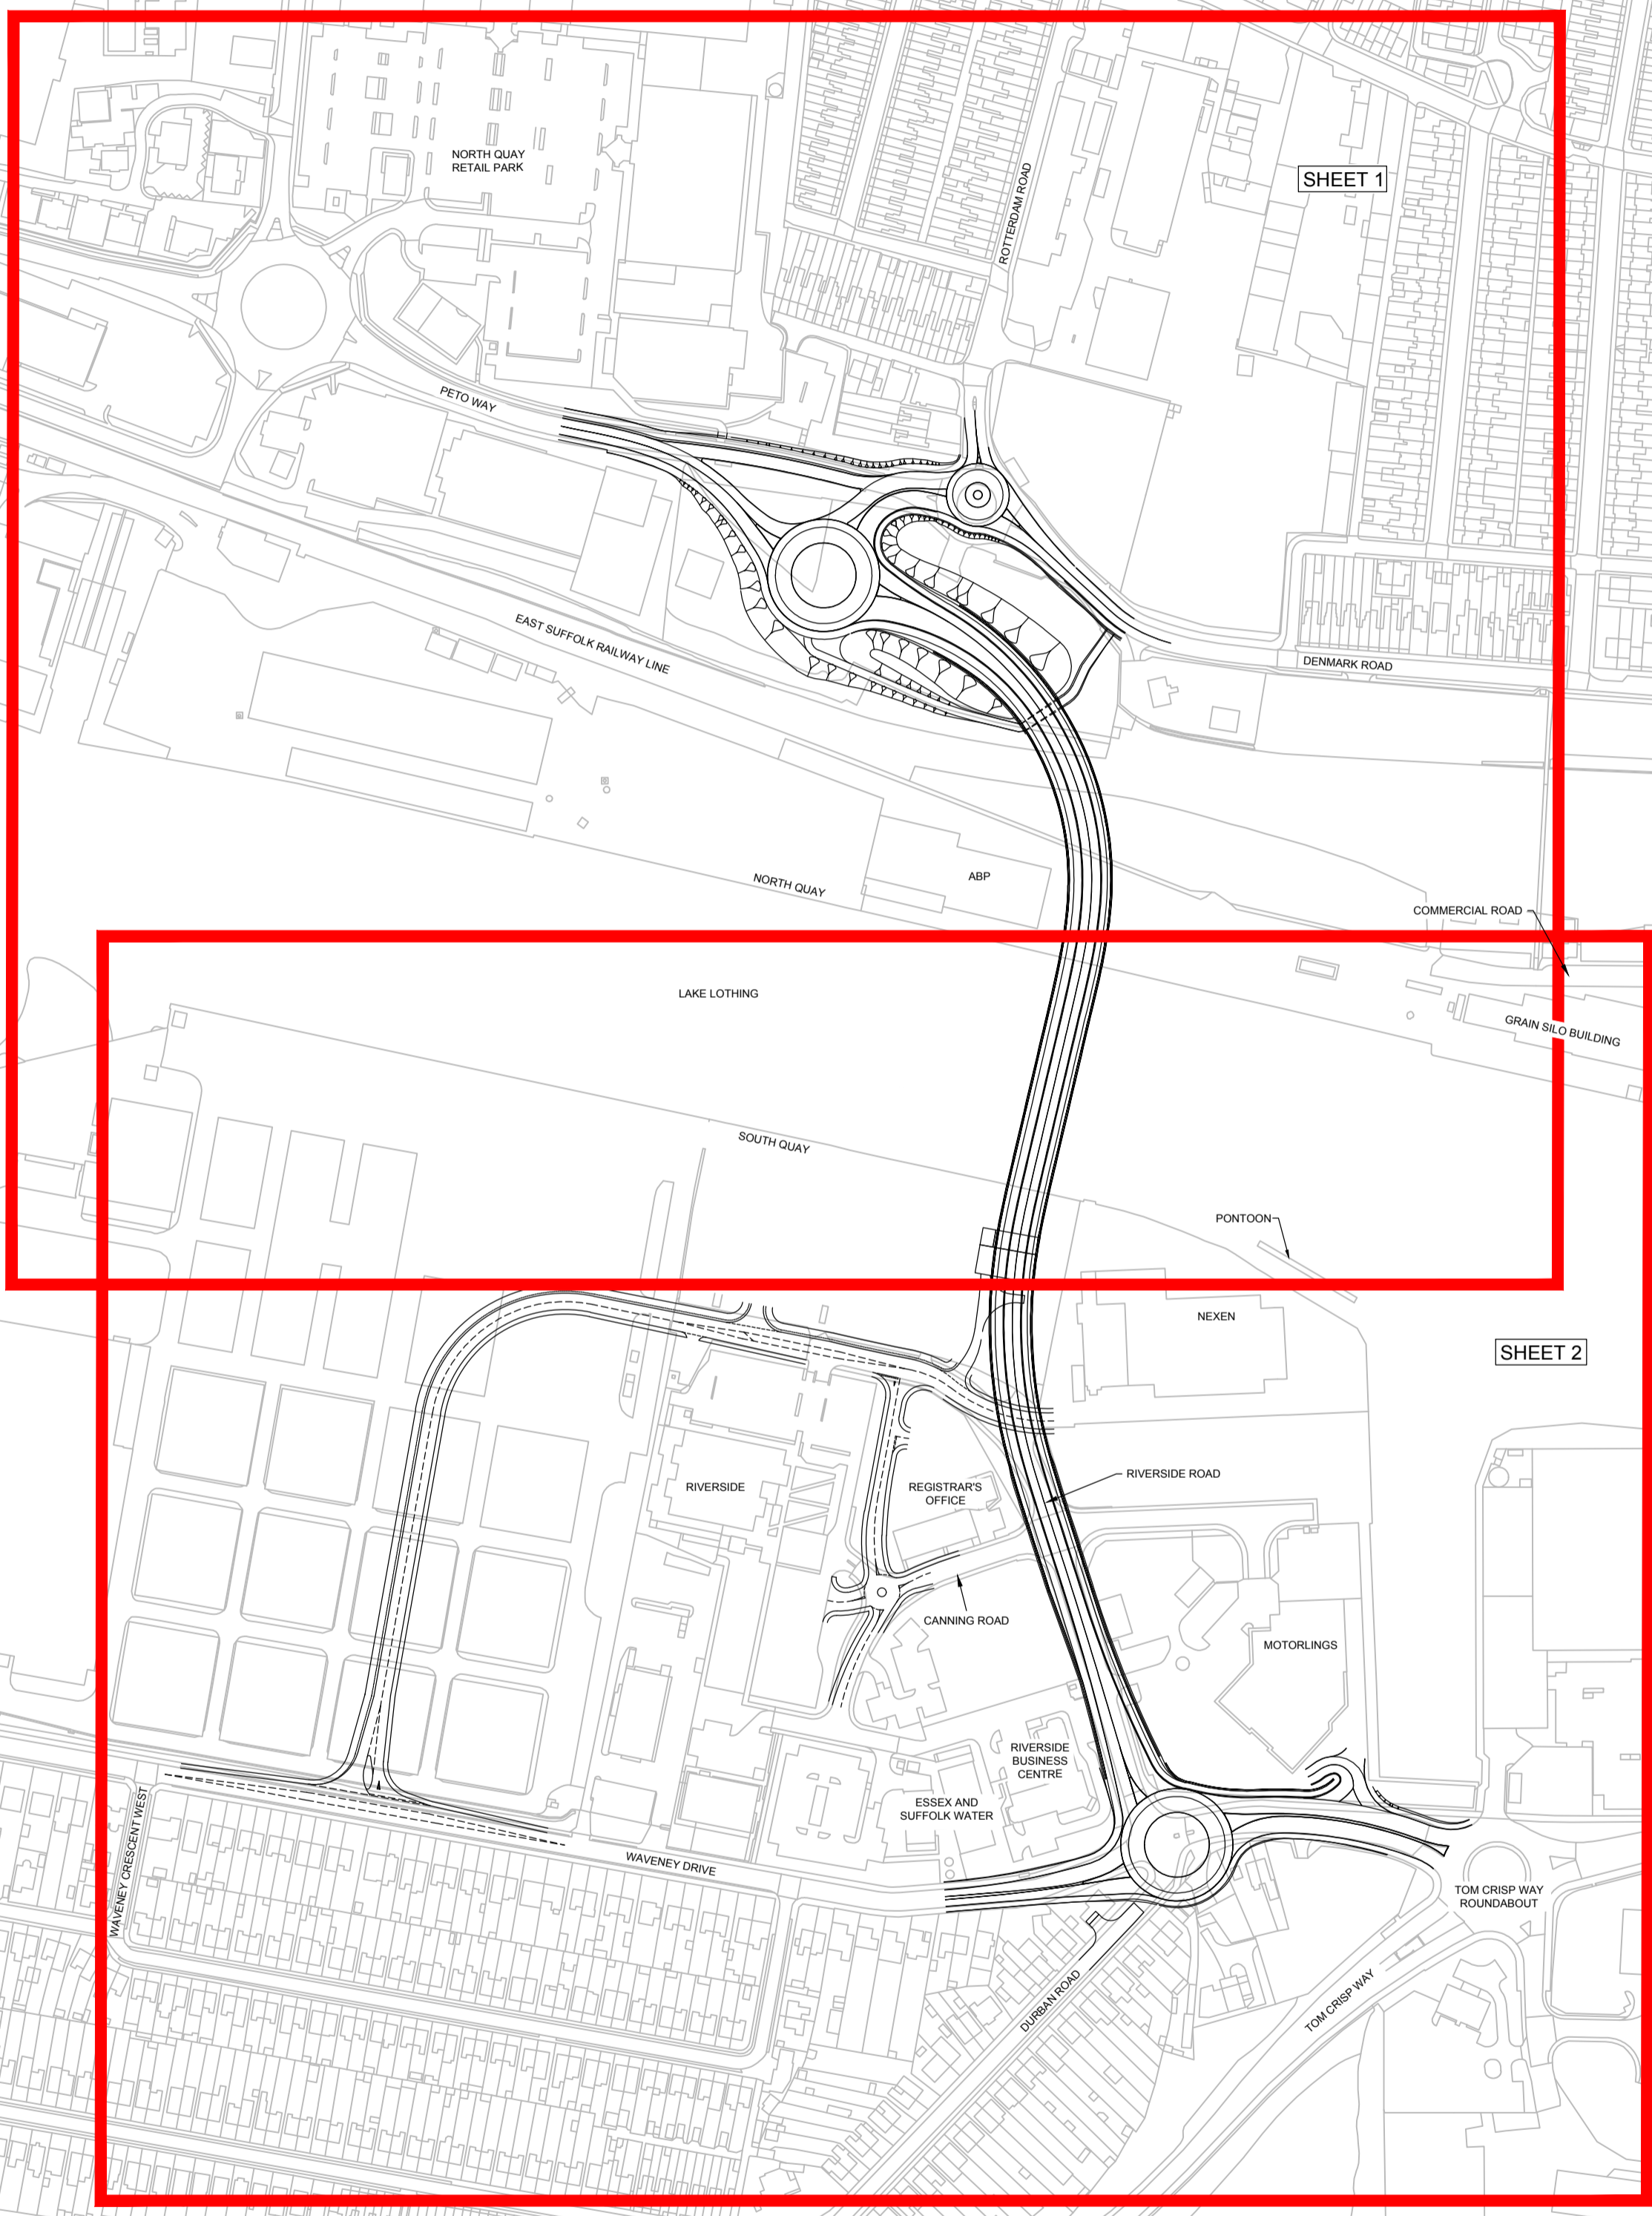 NORTH QUAY
RETAIL PARK
SHEET 1
ROTTERDAM ROAD
PETO WAY
EAST SUFFOLK RAILWAY LINE
DENMARK ROAD
ABP
NORTH QUAY
COMMERCIAL ROAD
LAKE LOTHING
GRAIN SILO BUILDING
SOUTH QUAY
PONTOON
NEXEN
SHEET 2
RIVERSIDE ROAD
RIVERSIDE
REGISTRAR'S
OFFICE
CANNING ROAD
MOTORLINGS
RIVERSIDE
BUSINESS
CENTRE
ESSEX AND
SUFFOLK WATER
WAVENEY CRESCENT WEST
WAVENEY DRIVE
TOM CRISP WAY
ROUNDABOUT
DURBAN ROAD
TOM CRISP WAY